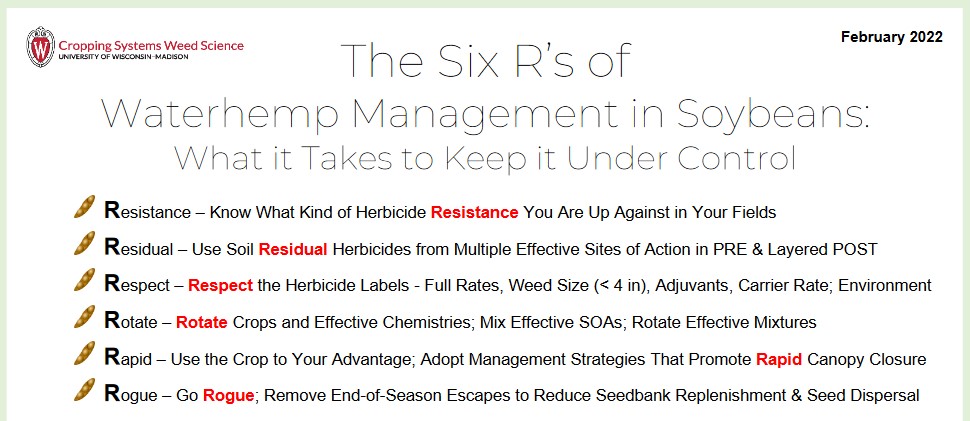 Cropping Systems Weed Science
UNIVERSITY OF WISCONSIN–MADISON
February 2022
The Six R's of
Waterhemp Management in Soybeans:
What it Takes to Keep it Under Control
Resistance – Know What Kind of Herbicide Resistance You Are Up Against in Your Fields
Residual – Use Soil Residual Herbicides from Multiple Effective Sites of Action in PRE & Layered POST
Respect – Respect the Herbicide Labels - Full Rates, Weed Size (< 4 in), Adjuvants, Carrier Rate; Environment
Rotate – Rotate Crops and Effective Chemistries; Mix Effective SOAs; Rotate Effective Mixtures
Rapid – Use the Crop to Your Advantage; Adopt Management Strategies That Promote Rapid Canopy Closure
Rogue – Go Rogue; Remove End-of-Season Escapes to Reduce Seedbank Replenishment & Seed Dispersal